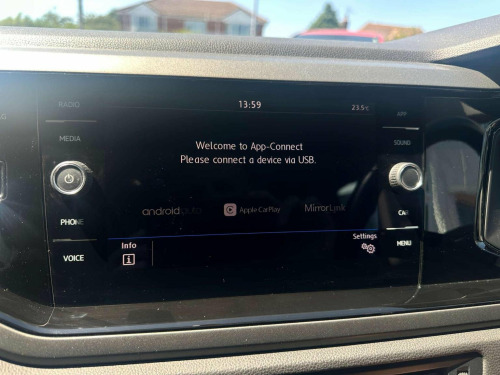 RADIO
13:59
23.5°C
APP
MEDIA
SOUND
Welcome to App-Connect
Please connect a device via USB.
PHONE
androidauto
Apple CarPlay
MirrorLink
CAR
VOICE
Info
Settings
MENU